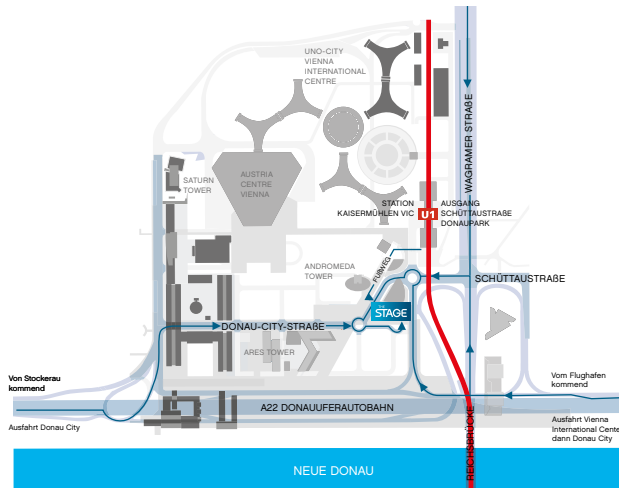 UNO-CITY
VIENNA
INTERNATIONAL
CENTRE
WAGRAMER STRAßE
SATURN
TOWER
AUSTRIA
CENTRE
VIENNA
STATION
KAISERMÜHLEN VIC
U1
AUSGANG
SCHÜTTAUSTRAßE
DONAUPARK
FUßWEG
ANDROMEDA
TOWER
SCHÜTTAUSTRAßE
STAGE
DONAU-CITY-STRAßE
ARES TOWER
Von Stockerau
kommend
Vom Flughafen
kommend
A22 DONAUUFERAUTOBAHN
REICHSBRÜCKE
Ausfahrt Donau City
Ausfahrt Vienna
International Cente
dann Donau City
NEUE DONAU